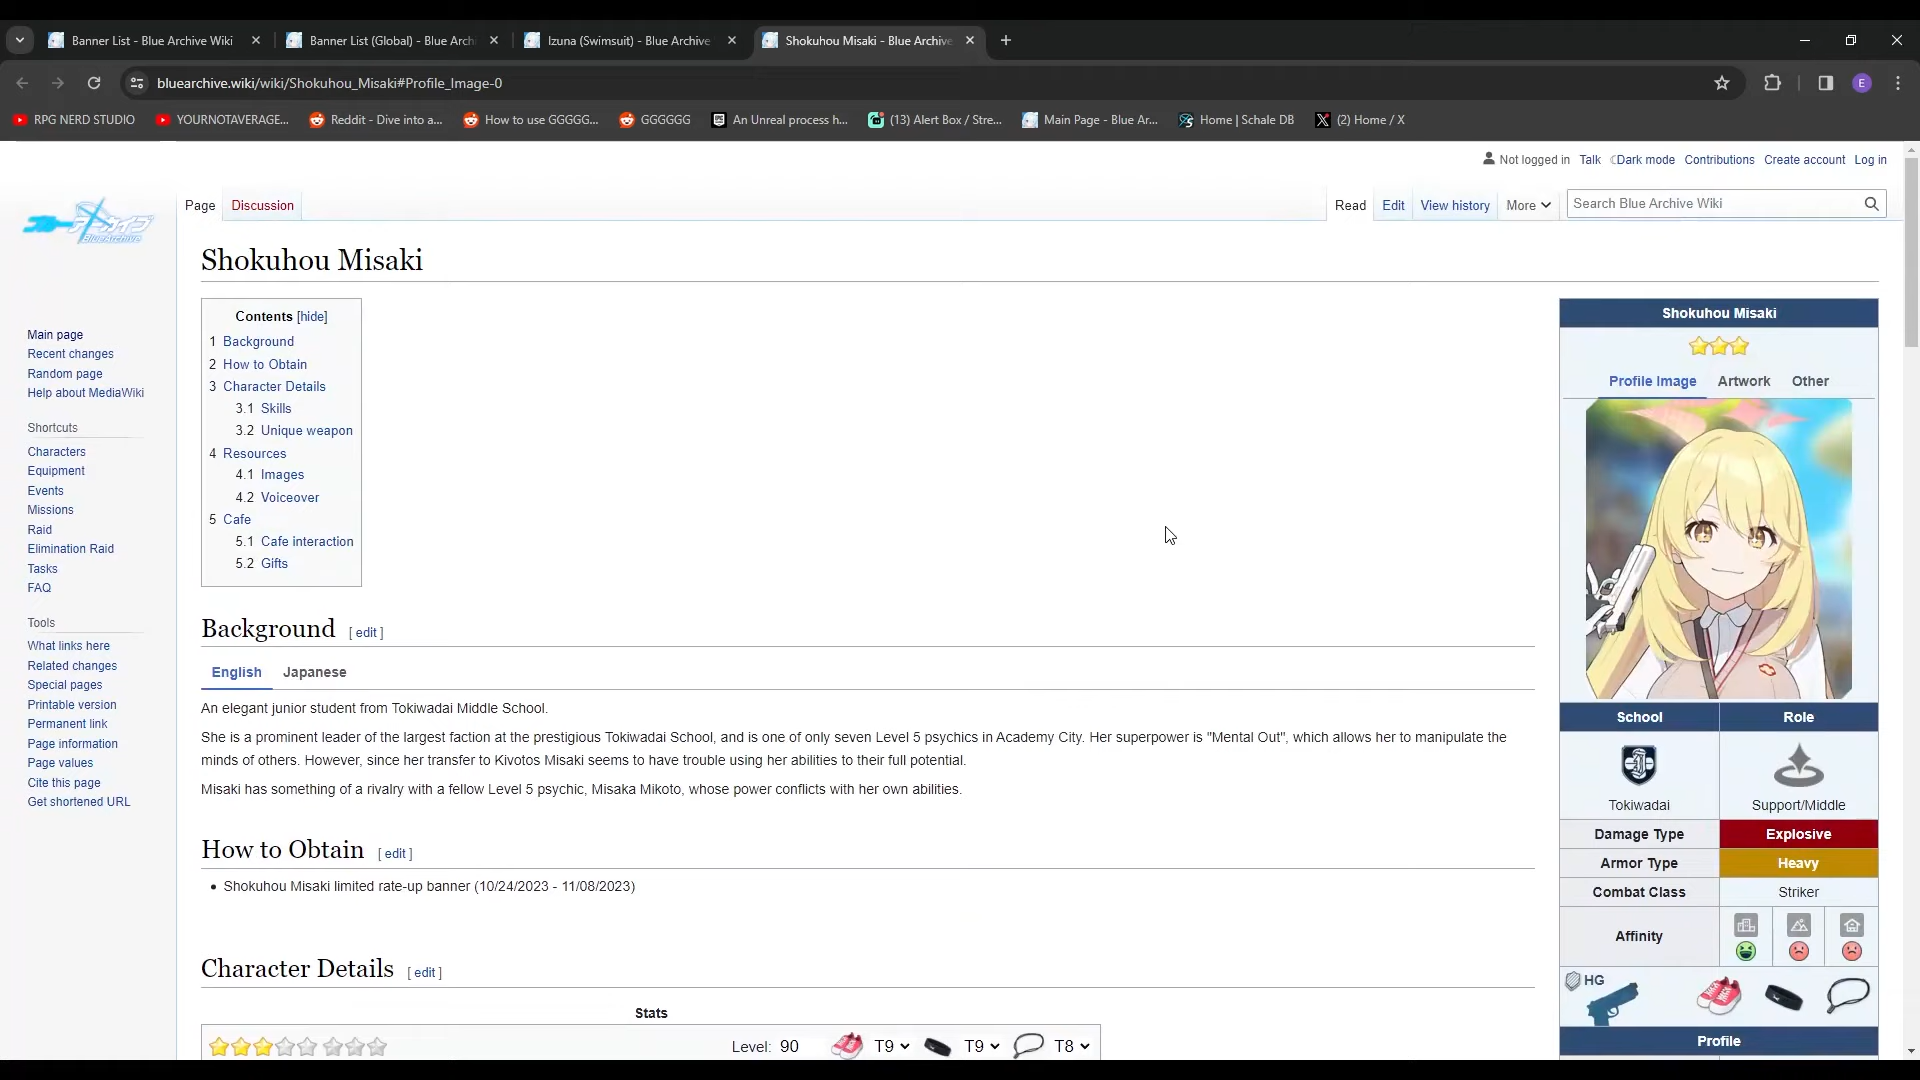 Banner List - Blue Archive Wiki
Banner List (Global) - Blue Arch
Izuna (Swimsuit) - Blue Archive
Shokuhou Misaki - Blue Archive
bluearchive.wiki/wiki/Shokuhou_Misaki#Profile_Image-0
E
RPG NERD STUDIO
YOURNOTAVERAGE...
Reddit - Dive into a...
How to use GGGGG...
GGGGGG
An Unreal process h...
(13) Alert Box / Stre...
Main Page - Blue Ar...
Home | Schale DB
(2) Home / X
Not logged in
Talk
Dark mode
Contributions
Create account
Log in
ブルーアーカイブ
BlueArchive
Page
Discussion
Read
Edit
View history
More
Search Blue Archive Wiki
Main page
Recent changes
Random page
Help about MediaWiki
Shortcuts
Characters
Equipment
Events
Missions
Raid
Elimination Raid
Tasks
FAQ
Tools
What links here
Related changes
Special pages
Printable version
Permanent link
Page information
Page values
Cite this page
Get shortened URL
Shokuhou Misaki
Contents [hide]
1 Background
2 How to Obtain
3 Character Details
3.1 Skills
3.2 Unique weapon
4 Resources
4.1 Images
4.2 Voiceover
5 Cafe
5.1 Cafe interaction
5.2 Gifts
Background [ edit ]
English Japanese
An elegant junior student from Tokiwadai Middle School.
She is a prominent leader of the largest faction at the prestigious Tokiwadai School, and is one of only seven Level 5 psychics in Academy City. Her superpower is "Mental Out", which allows her to manipulate the
minds of others. However, since her transfer to Kivotos Misaki seems to have trouble using her abilities to their full potential.
Misaki has something of a rivalry with a fellow Level 5 psychic, Misaka Mikoto, whose power conflicts with her own abilities.
How to Obtain [ edit ]
• Shokuhou Misaki limited rate-up banner (10/24/2023 - 11/08/2023)
Character Details [ edit ]
Stats
Level: 90 T9 T9 T8
Shokuhou Misaki
Profile Image Artwork Other
School Role
Tokiwadai Support/Middle
Damage Type Explosive
Armor Type Heavy
Combat Class Striker
Affinity
HG
Profile